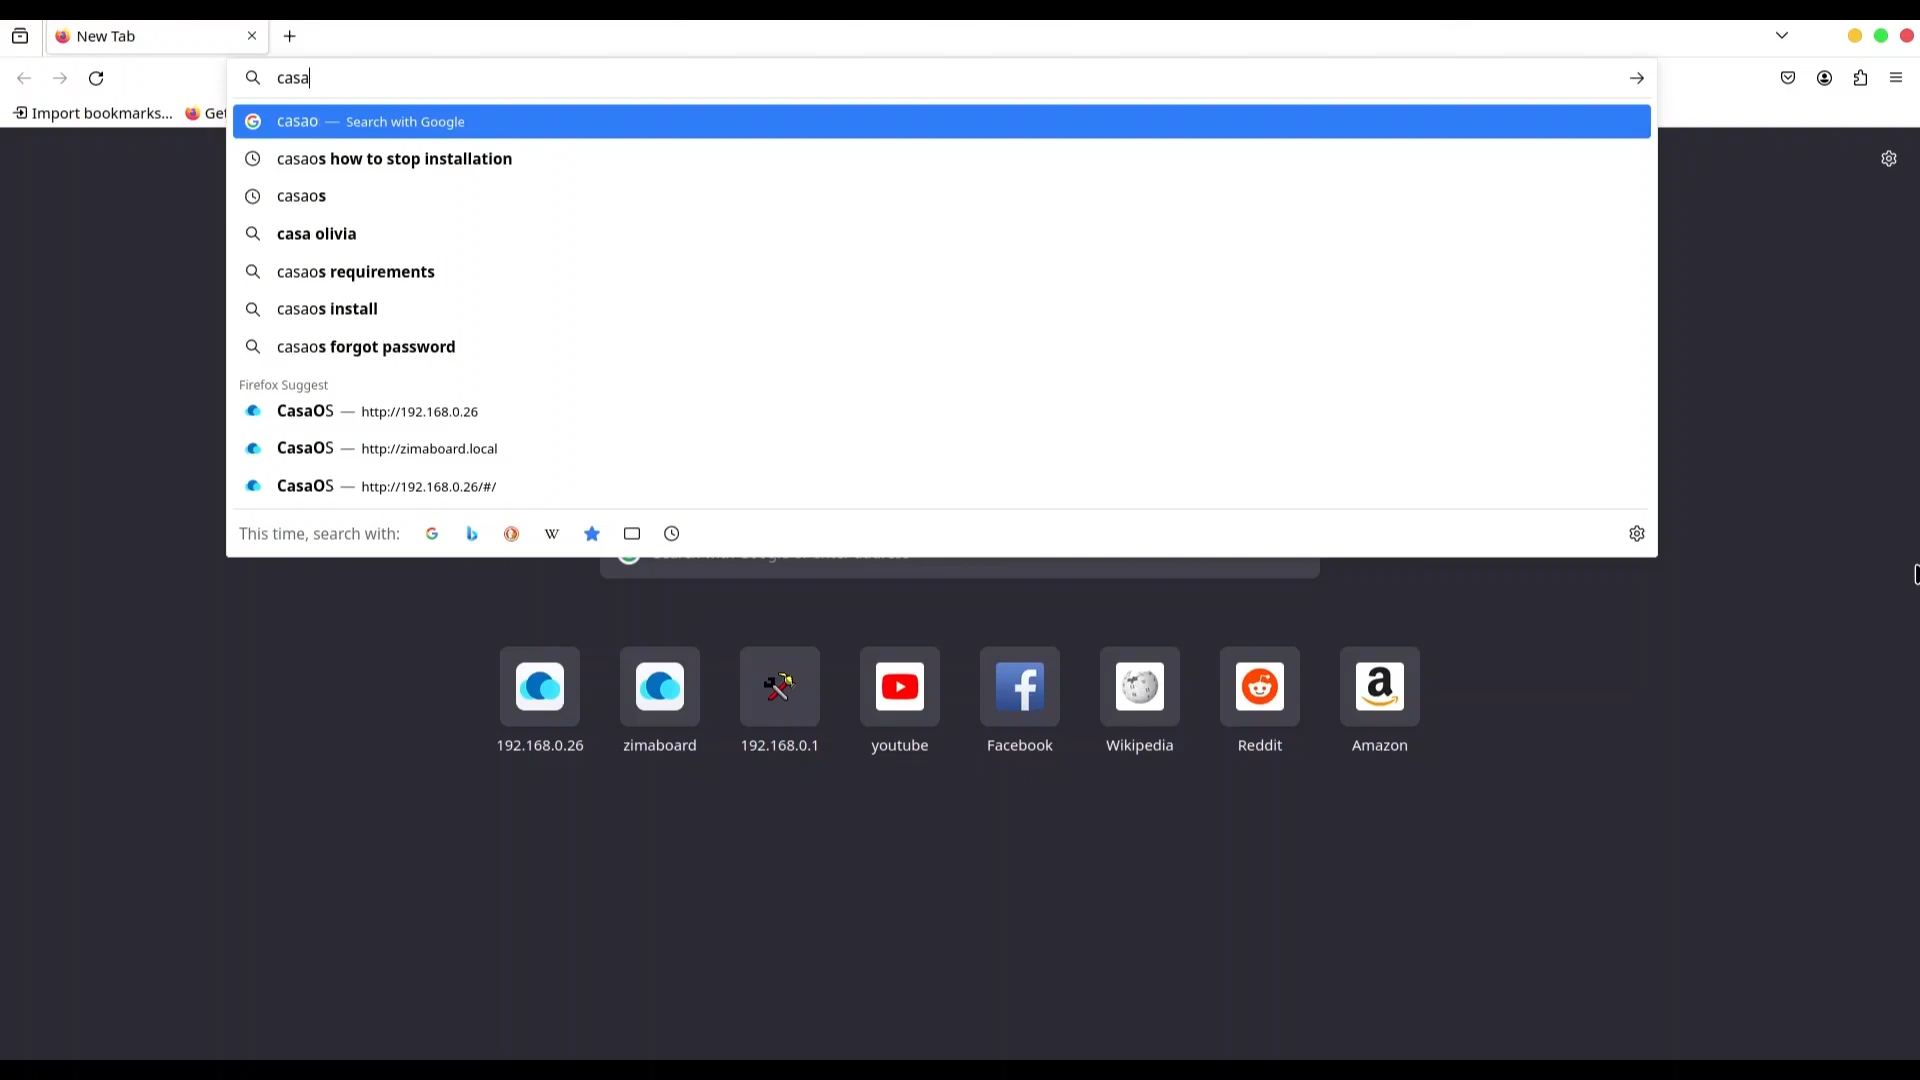 New Tab
casa
Import bookmarks... Get
casao — Search with Google
casaos how to stop installation
casaos
casa olivia
casaos requirements
casaos install
casaos forgot password
Firefox Suggest
CasaOS — http://192.168.0.26
CasaOS — http://zimaboard.local
CasaOS — http://192.168.0.26/#/
This time, search with:
192.168.0.26
zimaboard
192.168.0.1
youtube
Facebook
Wikipedia
Reddit
Amazon